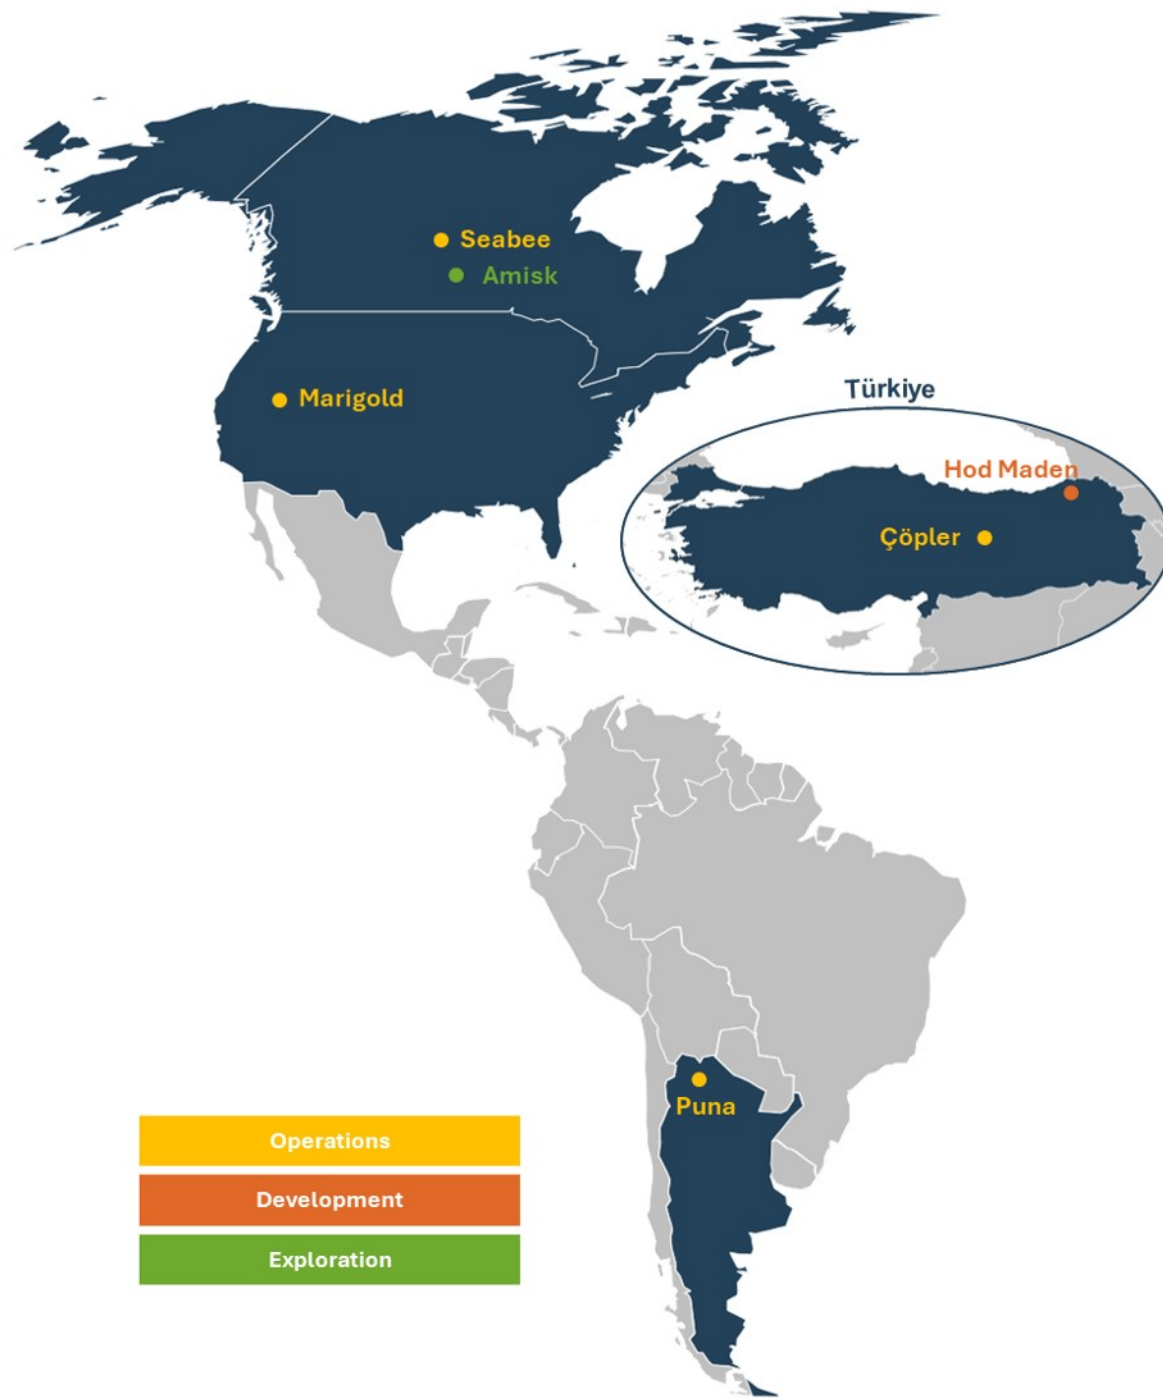 Seabee
Amisk
Marigold
Türkiye
Hod Maden
Çöpler
Puna
Operations
Development
Exploration